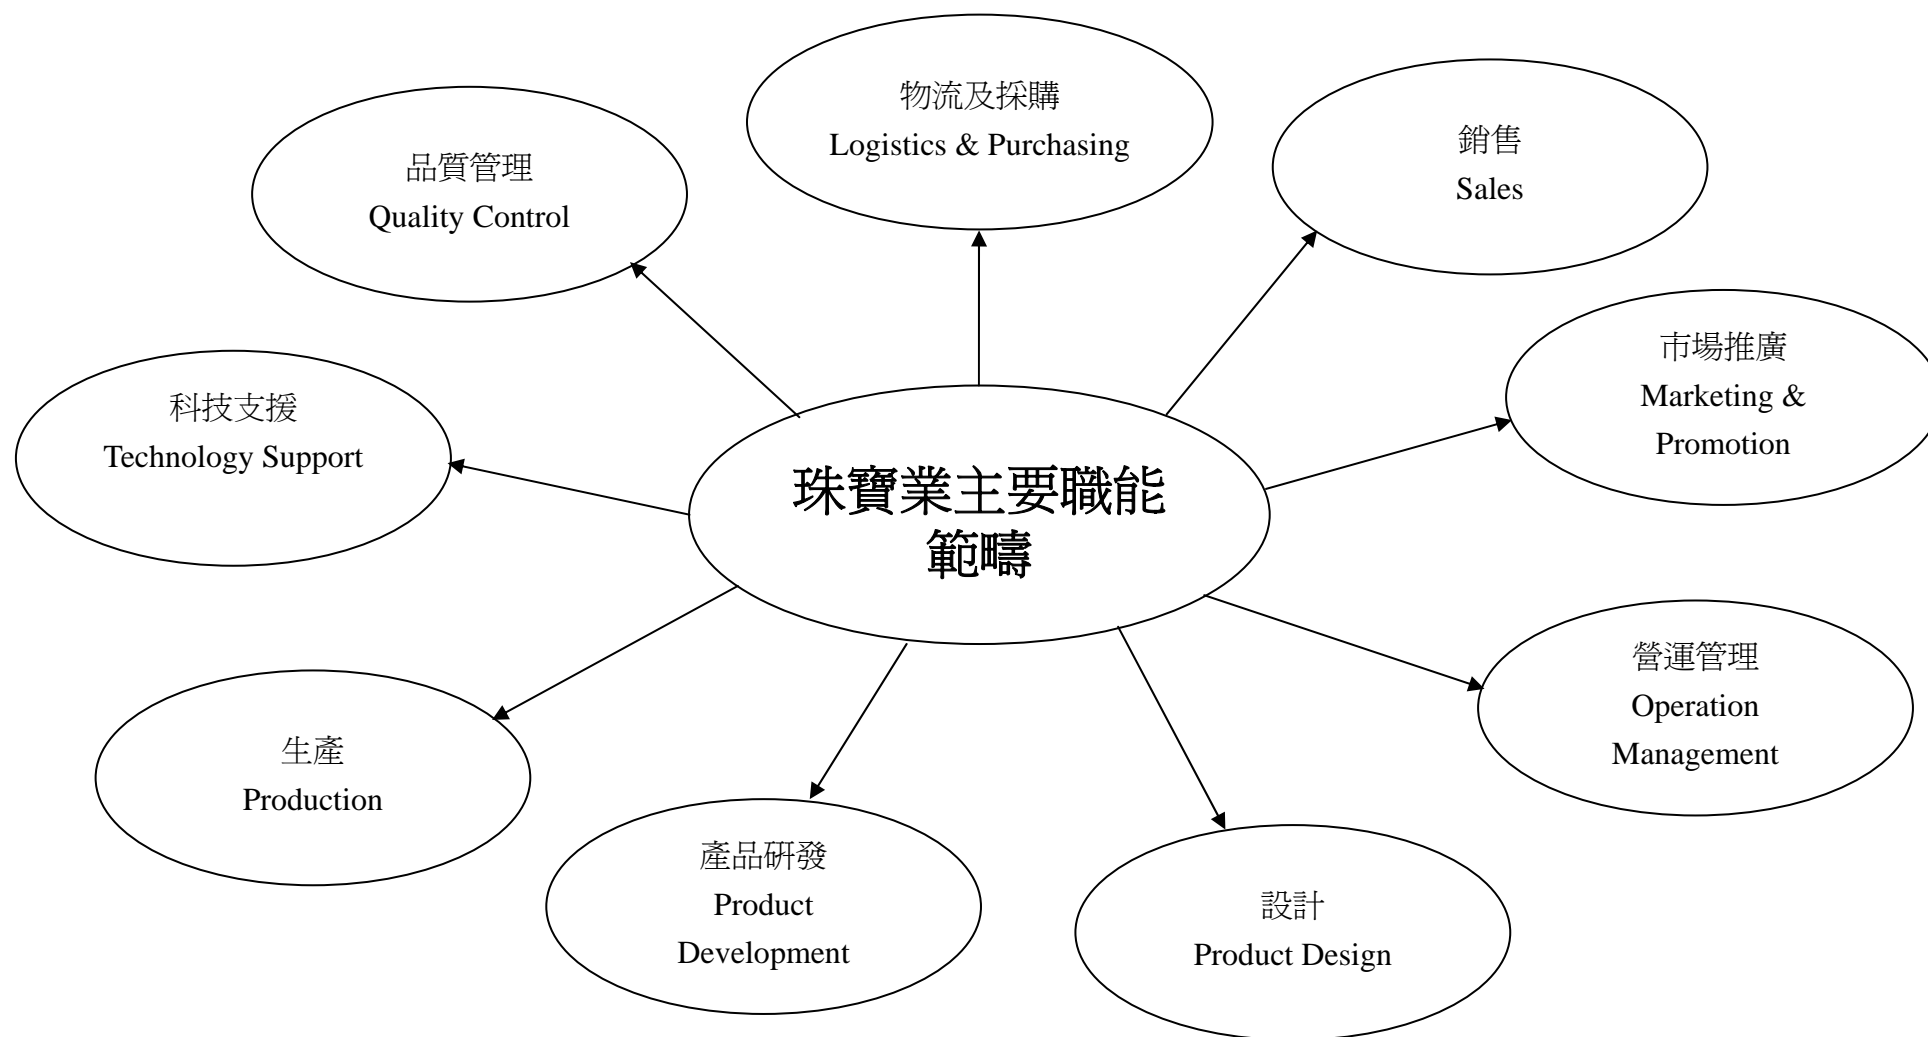 物流及採購
Logistics & Purchasing
銷售
Sales
品質管理
Quality Control
市場推廣
Marketing &
Promotion
科技支援
Technology Support
珠寶業主要職能
範疇
營運管理
Operation
Management
生產
Production
產品研發
Product
Development
設計
Product Design